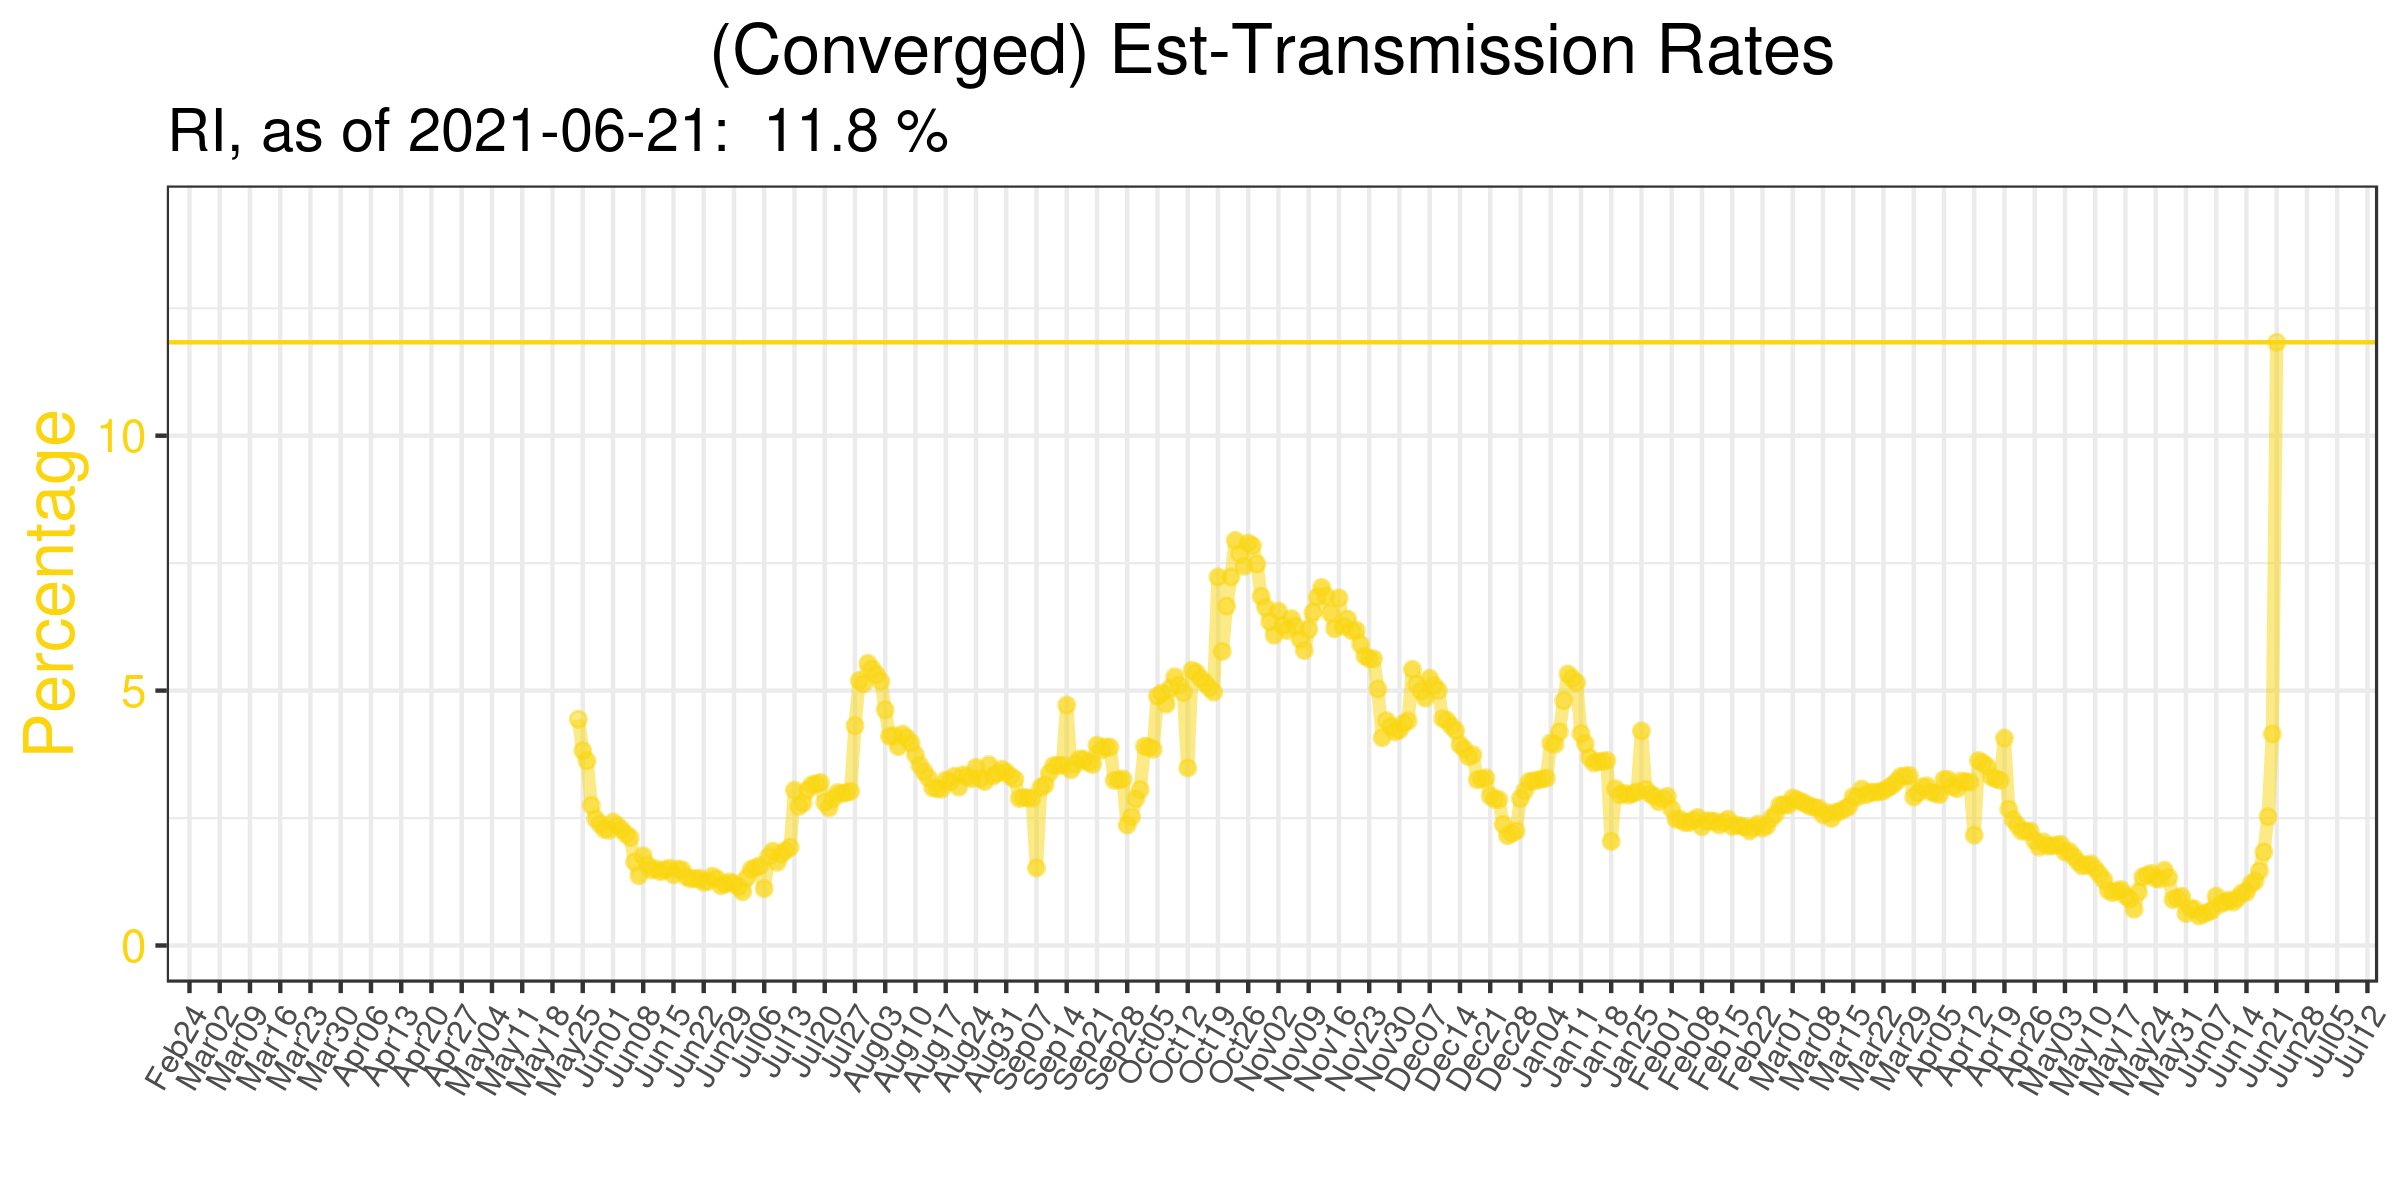 (Converged) Est-Transmission Rates
RI, as of 2021-06-21: 11.8 %
Percentage
10
5
0
Feb24
Mar02
Mar09
Mar16
Mar23
Mar30
Apr06
Apr13
Apr20
Apr27
May04
May11
May18
May25
Jun01
Jun08
Jun15
Jun22
Jun29
Jul06
Jul13
Jul20
Jul27
Aug03
Aug10
Aug17
Aug24
Aug31
Sep07
Sep14
Sep21
Sep28
Oct05
Oct12
Oct19
Oct26
Nov02
Nov09
Nov16
Nov23
Nov30
Dec07
Dec14
Dec21
Dec28
Jan04
Jan11
Jan18
Jan25
Feb01
Feb08
Feb15
Feb22
Mar01
Mar08
Mar15
Mar22
Mar29
Apr05
Apr12
Apr19
Apr26
May03
May10
May17
May24
May31
Jun07
Jun14
Jun21
Jun28
Jul05
Jul12